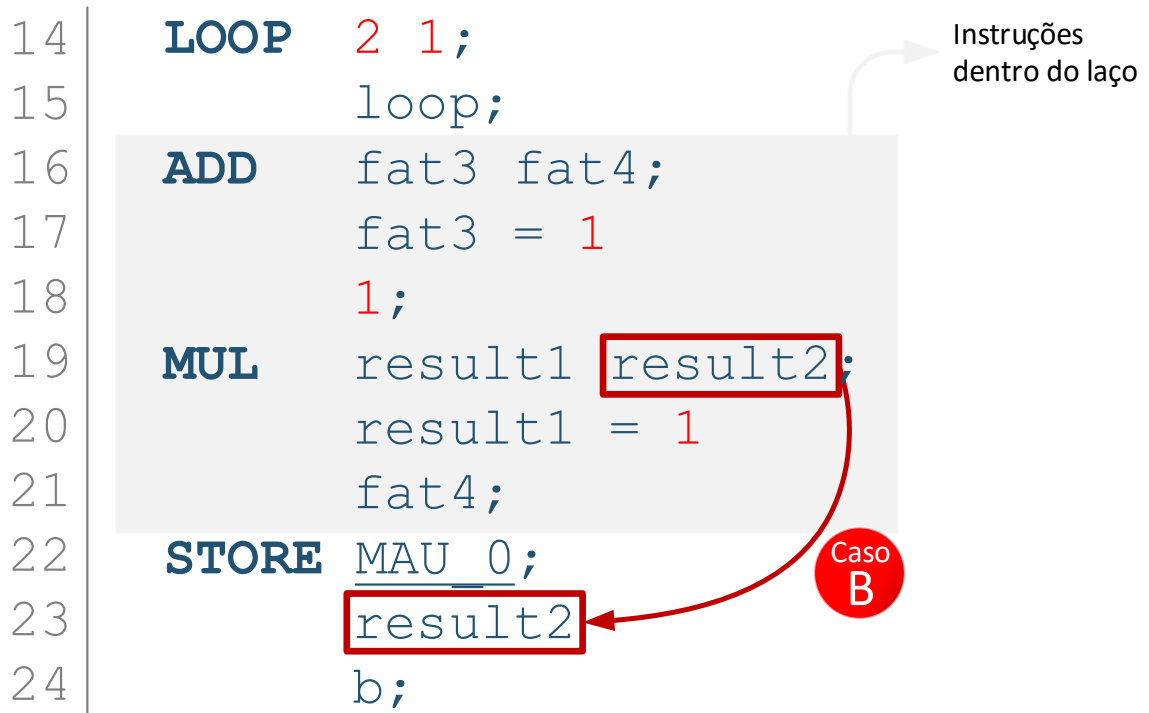 14 LOOP 2 1;
Instruções
dentro do laço
15 loop;
16 ADD fat3 fat4;
17 fat3 = 1
18 1;
19 MUL result1 result2;
20 result1 = 1
21 fat4;
22 STORE MAU_0;
Caso
B
23 result2
24 b;